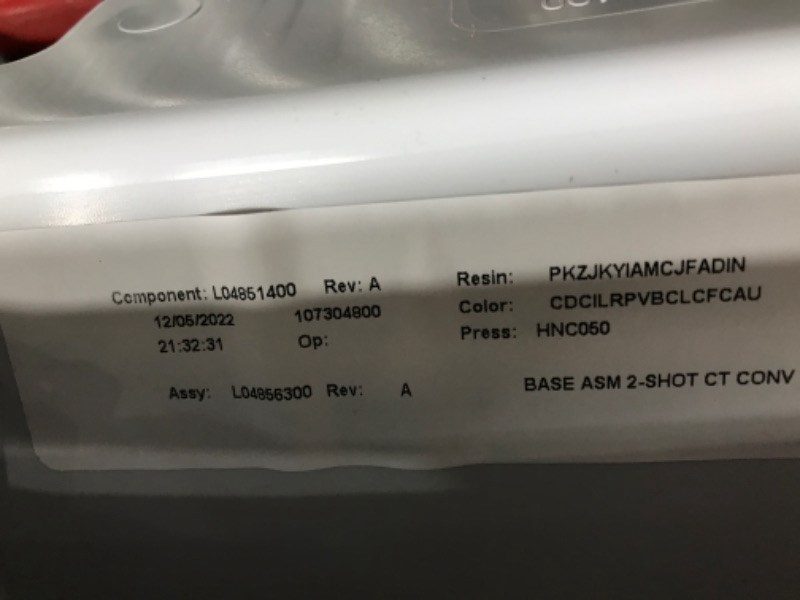 Component: L04851400 Rev: A
12/05/2022 107304800
21:32:31 Op:
Assy: L04856300 Rev: A
Resin: PKZJKYIAMCJFADIN
Color: CDCILRPVBCLCFCAU
Press: HNC050
BASE ASM 2-SHOT CT CONV